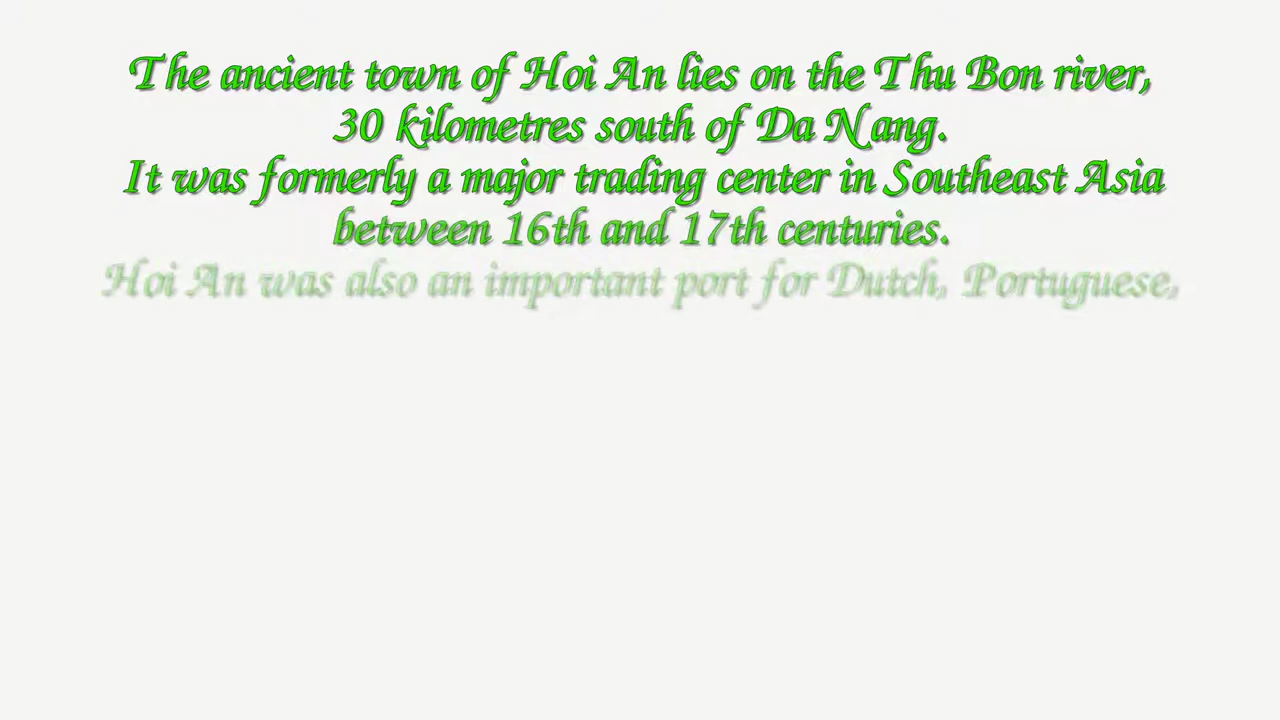 The ancient town of Hoi An lies on the Thu Bon river,
30 kilometres south of Da Nang.
It was formerly a major trading center in Southeast Asia
between 16th and 17th centuries.
Hoi An was also an important port for Dutch, Portuguese,